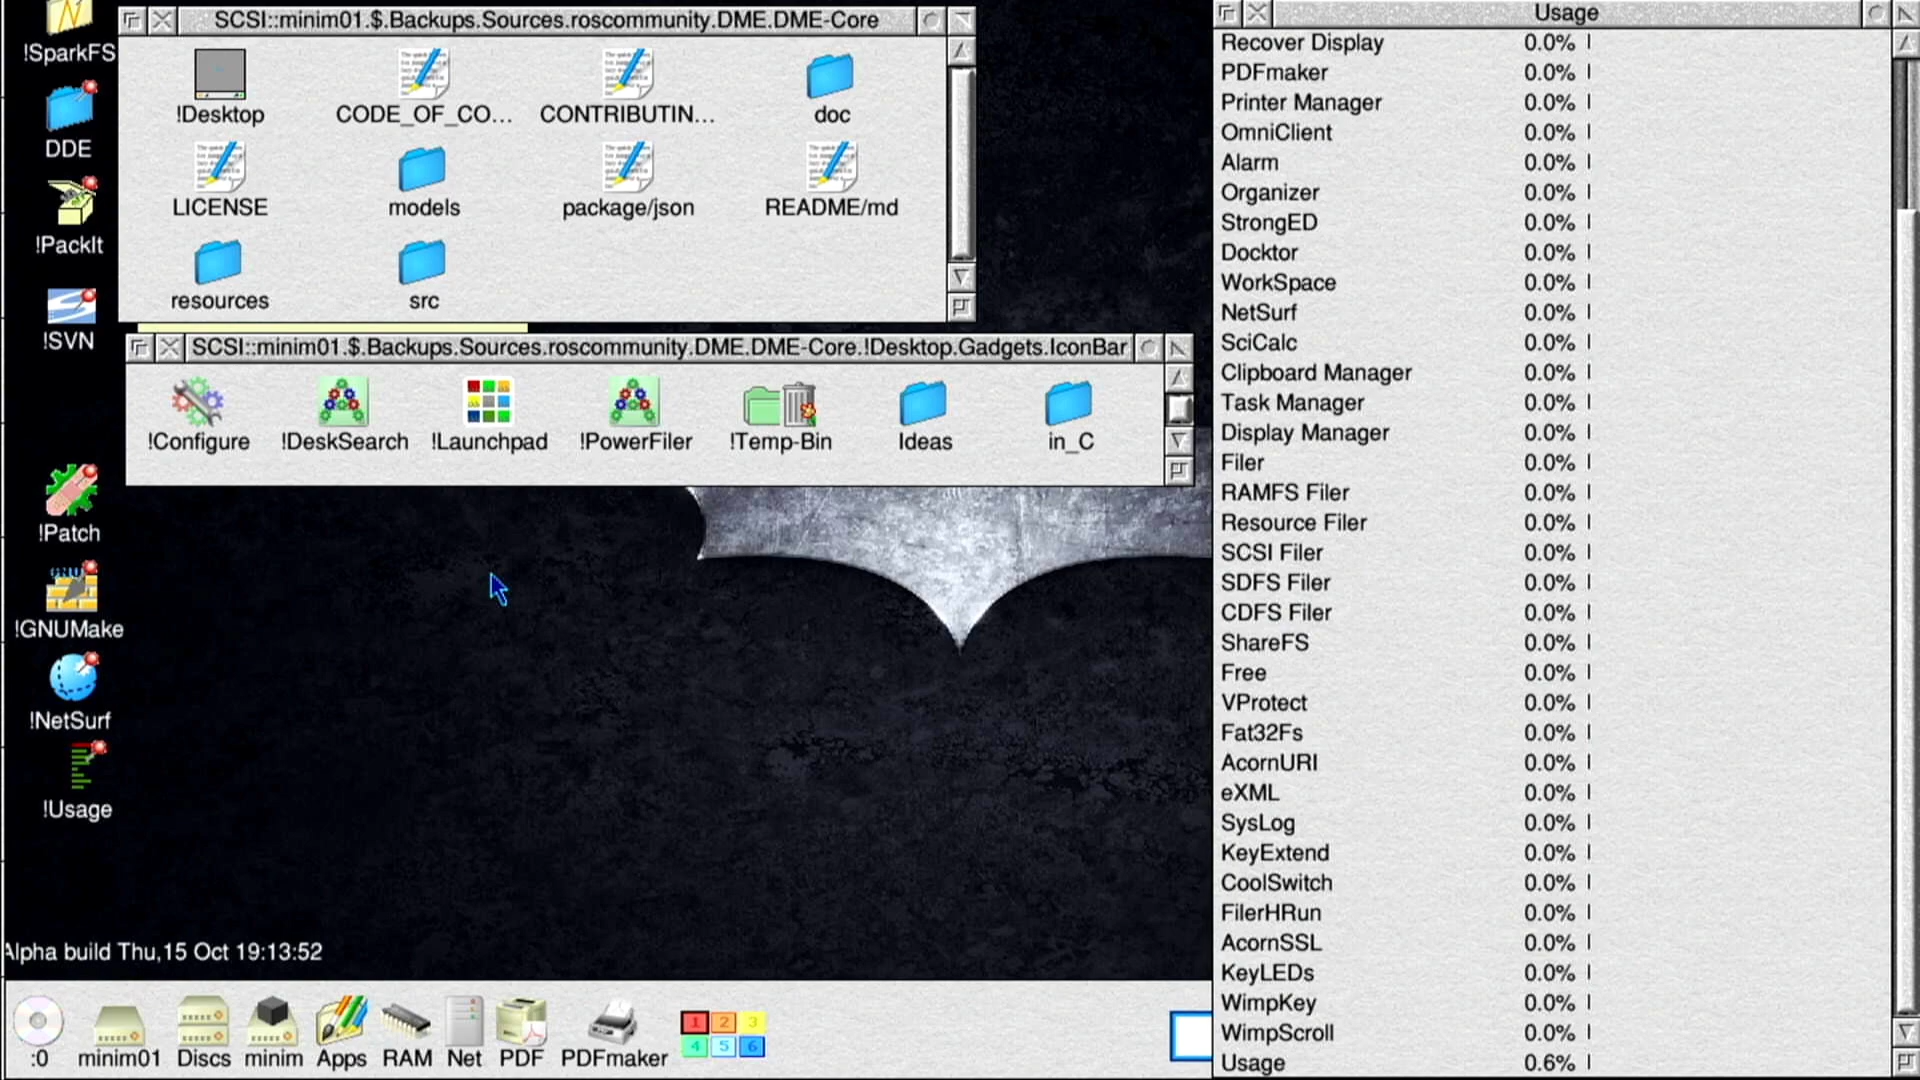 !SparkFS
DDE
!PackIt
!SVN
!Patch
!GNUMake
!NetSurf
!Usage
SCSI::minim01.$.Backups.Sources.roscommunity.DME.DME-Core
!Desktop
CODE_OF_CO...
CONTRIBUTIN...
doc
LICENSE
models
package/json
README/md
resources
src
SCSI::minim01.$.Backups.Sources.roscommunity.DME.DME-Core.!Desktop.Gadgets.IconBar
!Configure
!DeskSearch
!Launchpad
!PowerFiler
!Temp-Bin
Ideas
in_C
Alpha build Thu,15 Oct 19:13:52
:0
minim01
Discs
minim
Apps
RAM
Net
PDF
PDFmaker
1 2 3
4 5 6
Usage
Recover Display 0.0%
PDFmaker 0.0%
Printer Manager 0.0%
OmniClient 0.0%
Alarm 0.0%
Organizer 0.0%
StrongED 0.0%
Docktor 0.0%
WorkSpace 0.0%
NetSurf 0.0%
SciCalc 0.0%
Clipboard Manager 0.0%
Task Manager 0.0%
Display Manager 0.0%
Filer 0.0%
RAMFS Filer 0.0%
Resource Filer 0.0%
SCSI Filer 0.0%
SDFS Filer 0.0%
CDFS Filer 0.0%
ShareFS 0.0%
Free 0.0%
VProtect 0.0%
Fat32Fs 0.0%
AcornURI 0.0%
eXML 0.0%
SysLog 0.0%
KeyExtend 0.0%
CoolSwitch 0.0%
FilerHRun 0.0%
AcornSSL 0.0%
KeyLEDs 0.0%
WimpKey 0.0%
WimpScroll 0.0%
Usage 0.6%